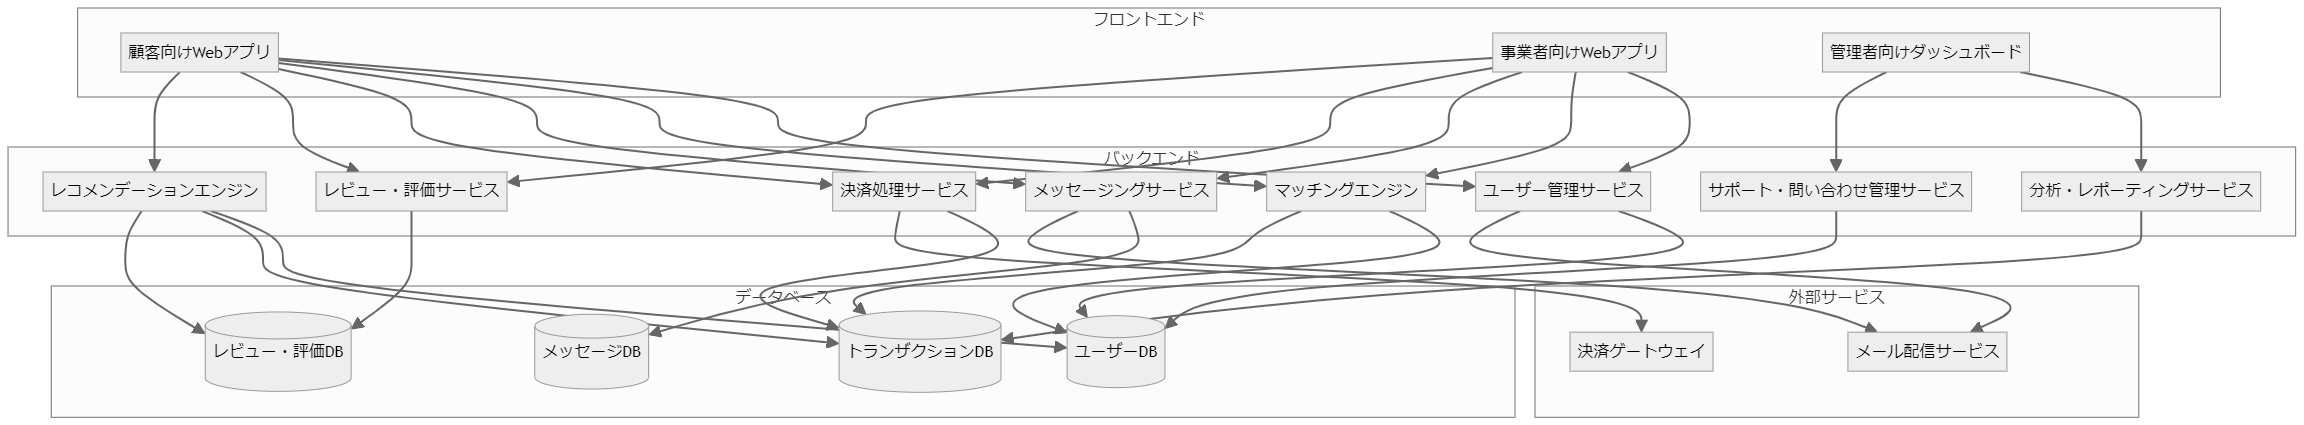 フロントエンド
顧客向けWebアプリ
事業者向けWebアプリ
管理者向けダッシュボード
バックエンド
レコメンデーションエンジン
レビュー・評価サービス
決済処理サービス
メッセージングサービス
マッチングエンジン
ユーザー管理サービス
サポート・問い合わせ管理サービス
分析・レポーティングサービス
データベース
外部サービス
レビュー・評価DB
メッセージDB
トランザクションDB
ユーザーDB
決済ゲートウェイ
メール配信サービス